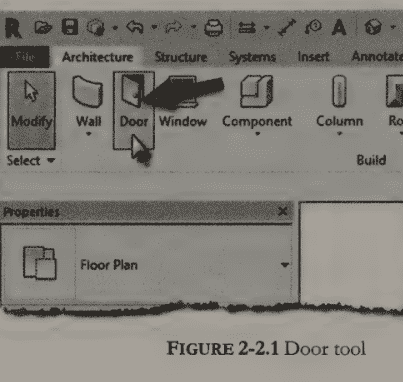 R A
File Architecture Structure Systems Insert Annotate
Modify Wall Door Window Component Column Ro
Select Build
Properties
Floor Plan
FIGURE 2-2.1 Door tool